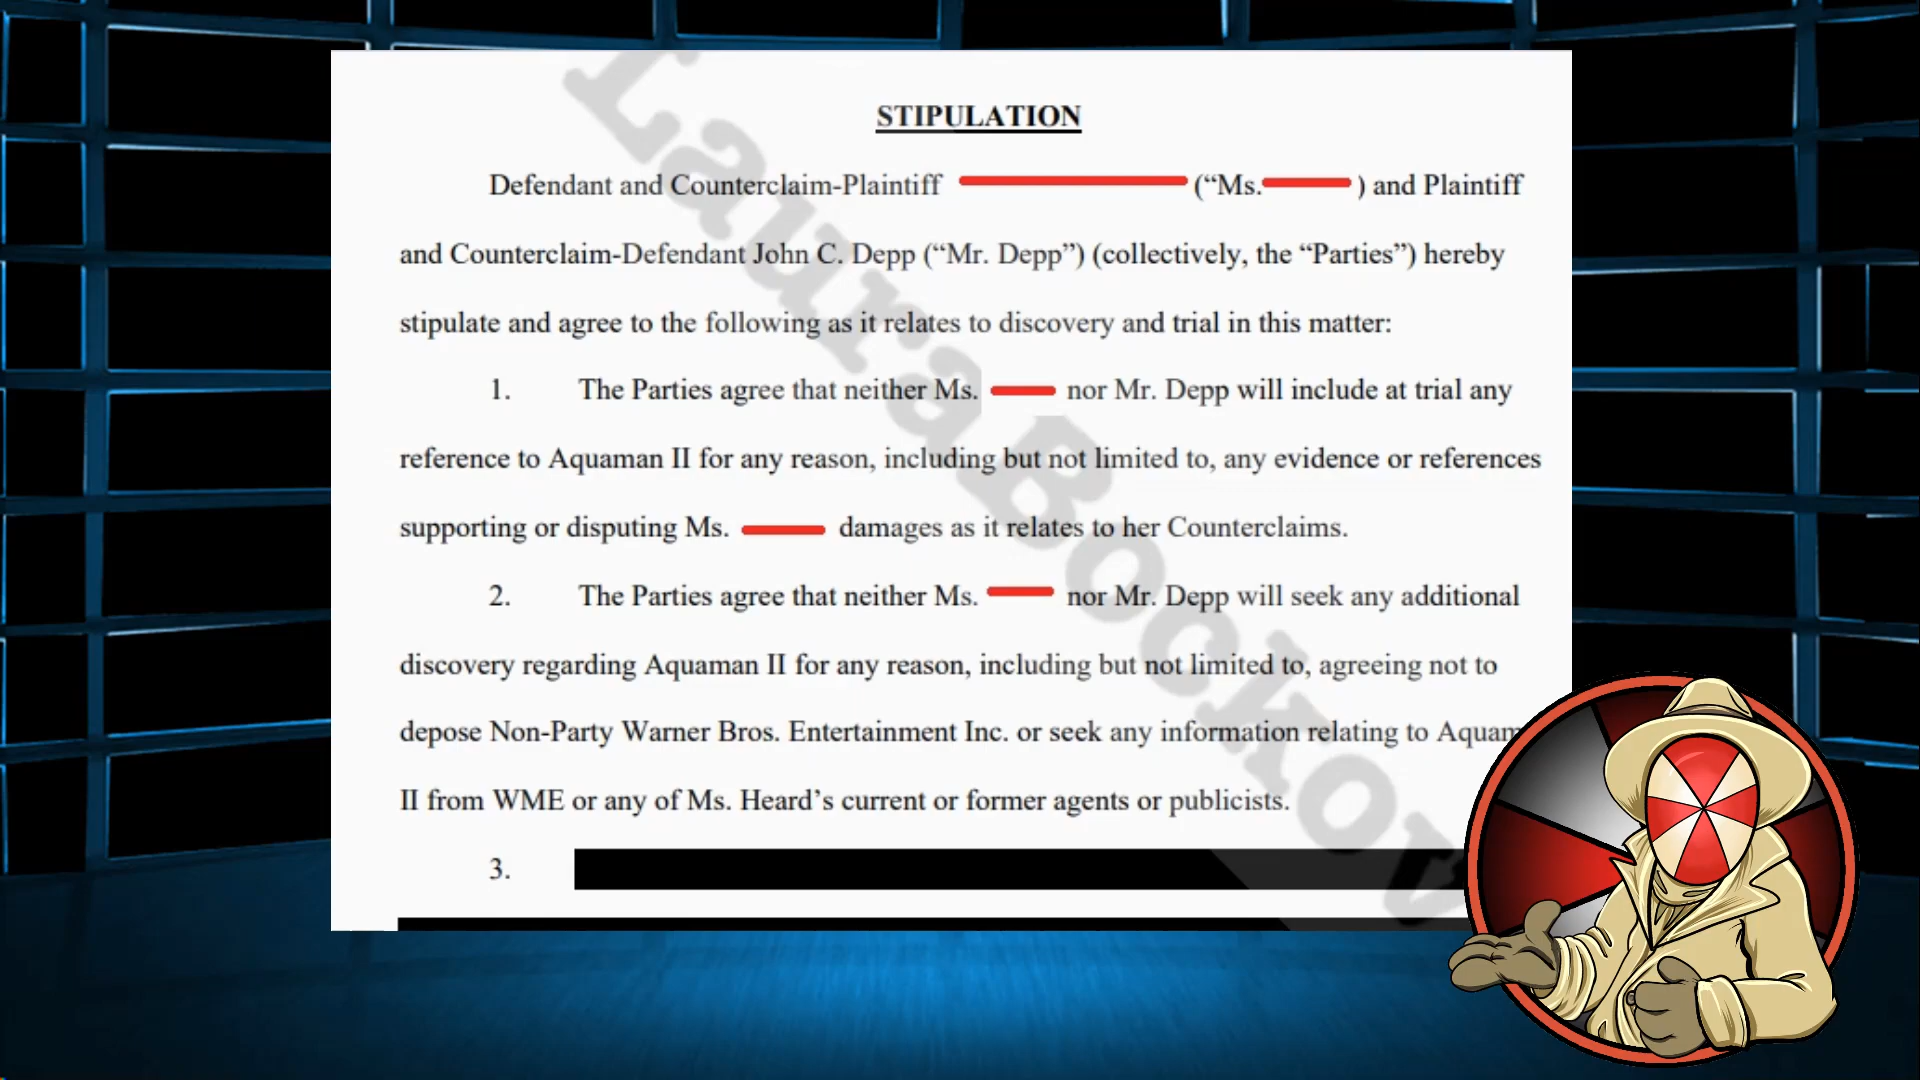 STIPULATION
Defendant and Counterclaim-Plaintiff (“Ms. ) and Plaintiff
and Counterclaim-Defendant John C. Depp (“Mr. Depp”) (collectively, the “Parties”) hereby
stipulate and agree to the following as it relates to discovery and trial in this matter:
1. The Parties agree that neither Ms. nor Mr. Depp will include at trial any
reference to Aquaman II for any reason, including but not limited to, any evidence or references
supporting or disputing Ms. damages as it relates to her Counterclaims.
2. The Parties agree that neither Ms. nor Mr. Depp will seek any additional
discovery regarding Aquaman II for any reason, including but not limited to, agreeing not to
depose Non-Party Warner Bros. Entertainment Inc. or seek any information relating to Aquam
II from WME or any of Ms. Heard’s current or former agents or publicists.
3.
LauraBockov